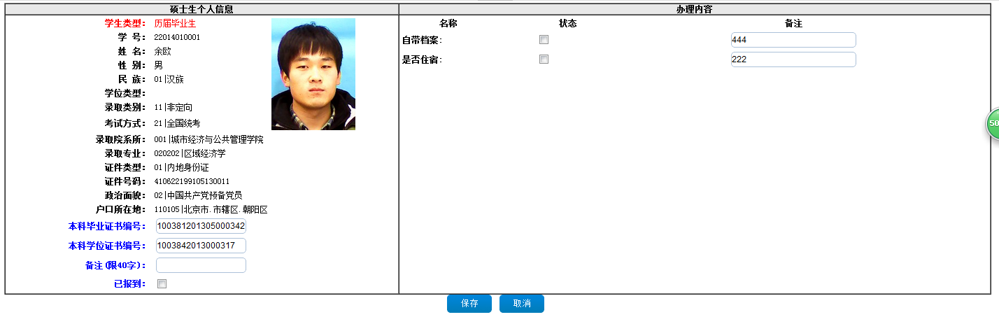 硕士生个人信息
学生类型： 历届毕业生
学 号： 22014010001
姓 名： 余欧
性 别： 男
民 族： 01|汉族
学位类型：
录取类别： 11|非定向
考试方式： 21|全国统考
录取院系所： 001|城市经济与公共管理学院
录取专业： 020202|区域经济学
证件类型： 01|内地身份证
证件号码： 410622199105130011
政治面貌： 02|中国共产党预备党员
户口所在地： 110105|北京市.市辖区.朝阳区
本科毕业证书编号： 100381201305000342
本科学位证书编号： 1003842013000317
备注(限40字)：
已报到：
办理内容
名称 状态 备注
自带档案： 444
是否住宿： 222
50
保存 取消